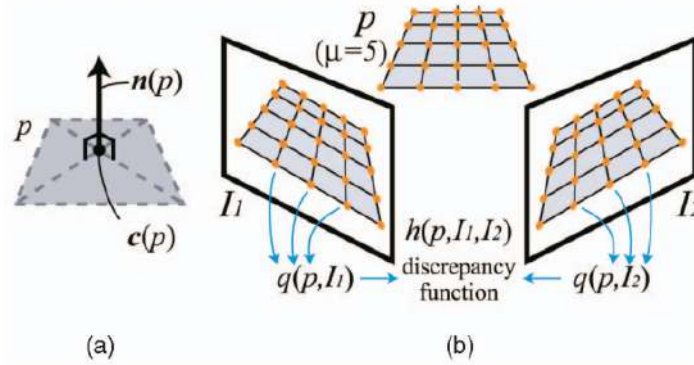 n(p)
p
c(p)
(a)
p
(μ=5)
I1
h(p,I1,I2)
discrepancy
function
q(p,I1)
q(p,I2)
(b)